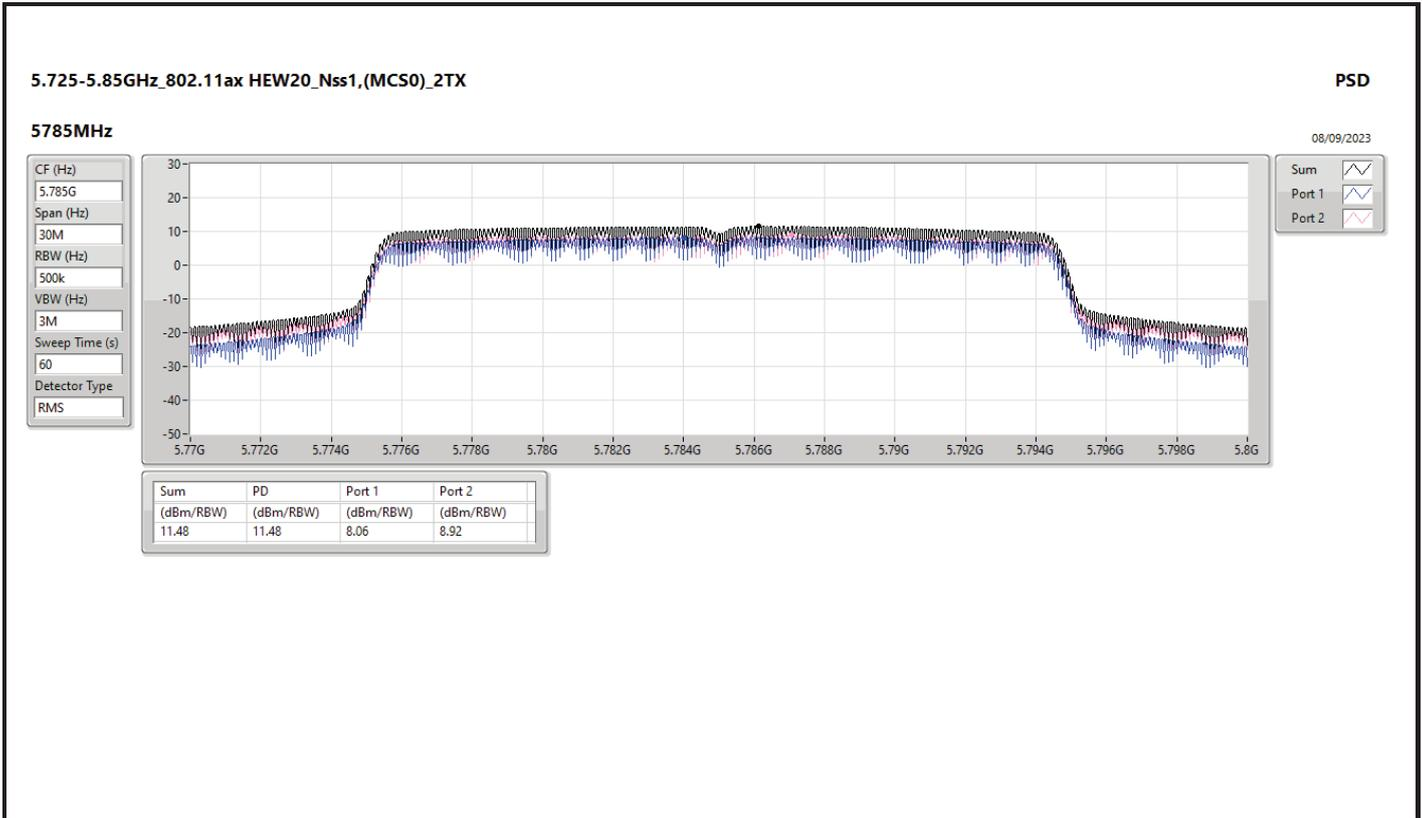 5.725-5.85GHz_802.11ax HEW20_Nss1,(MCS0)_2TX PSD
5785MHz
08/09/2023
CF (Hz)
5.785G
Span (Hz)
30M
RBW (Hz)
500k
VBW (Hz)
3M
Sweep Time (s)
60
Detector Type
RMS
30
20
10
0
-10
-20
-30
-40
-50
5.77G 5.772G 5.774G 5.776G 5.778G 5.78G 5.782G 5.784G 5.786G 5.788G 5.79G 5.792G 5.794G 5.796G 5.798G 5.8G
Sum
Port 1
Port 2
Sum PD Port 1 Port 2
(dBm/RBW) (dBm/RBW) (dBm/RBW) (dBm/RBW)
11.48 11.48 8.06 8.92